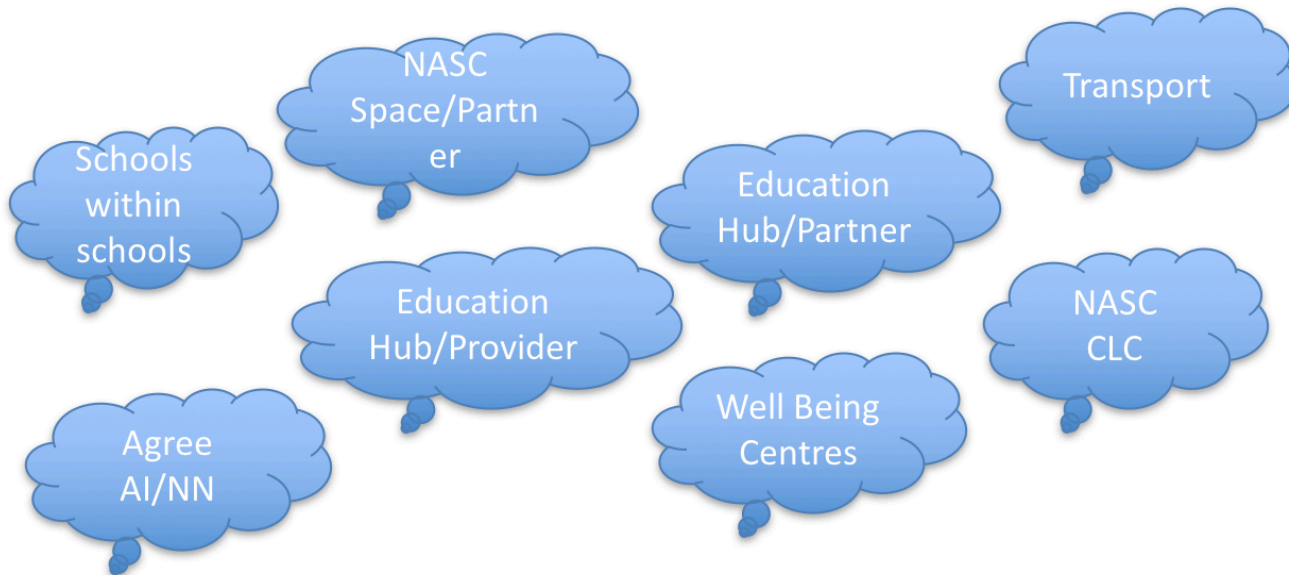 NASC
Space/Partn
er
Transport
Schools
within
schools
Education
Hub/Partner
Education
Hub/Provider
NASC
CLC
Well Being
Centres
Agree
AI/NN